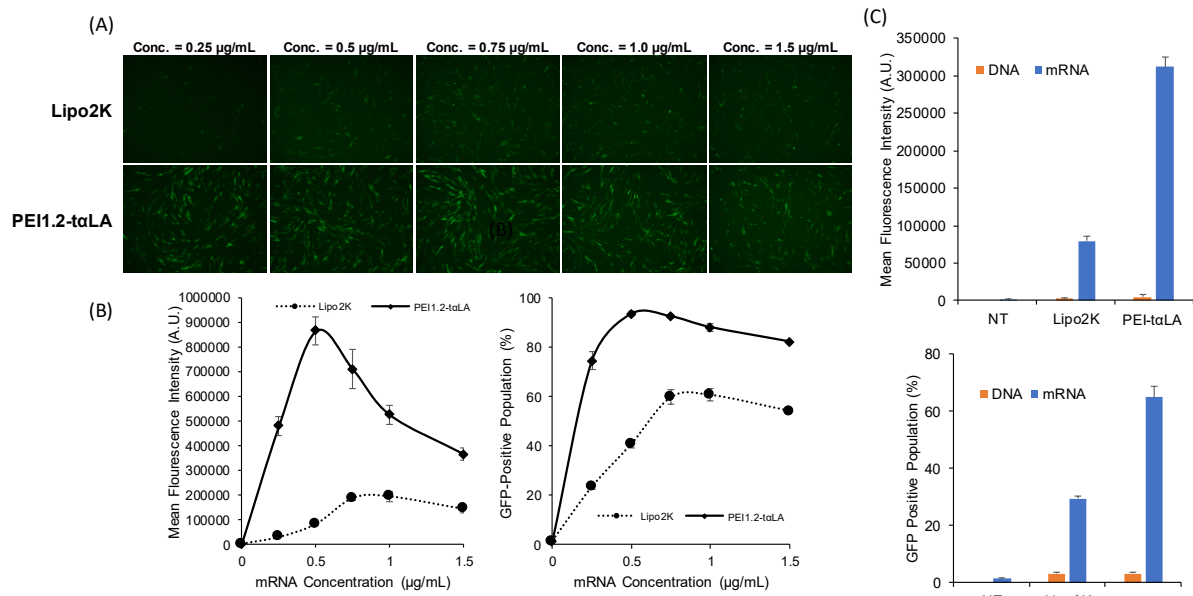 (A)
Conc. = 0.25 µg/mL
Conc. = 0.5 µg/mL
Conc. = 0.75 µg/mL
Conc. = 1.0 µg/mL
Conc. = 1.5 µg/mL
Lipo2K
PEI1.2-tαLA
(B)
(B)
Mean Flourescence Intensity (A.U.)
1000000
900000
800000
700000
600000
500000
400000
300000
200000
100000
0
Lipo2K
PEI1.2-tαLA
0
0.5
1
1.5
mRNA Concentration (µg/mL)
GFP-Positive Population (%)
100
80
60
40
20
0
Lipo2K
PEI1.2-tαLA
0
0.5
1
1.5
mRNA Concentration (µg/mL)
(C)
Mean Fluorescence Intensity (A.U.)
350000
300000
250000
200000
150000
100000
50000
0
DNA
mRNA
NT
Lipo2K
PEI-tαLA
GFP Positive Population (%)
80
60
40
20
0
DNA
mRNA